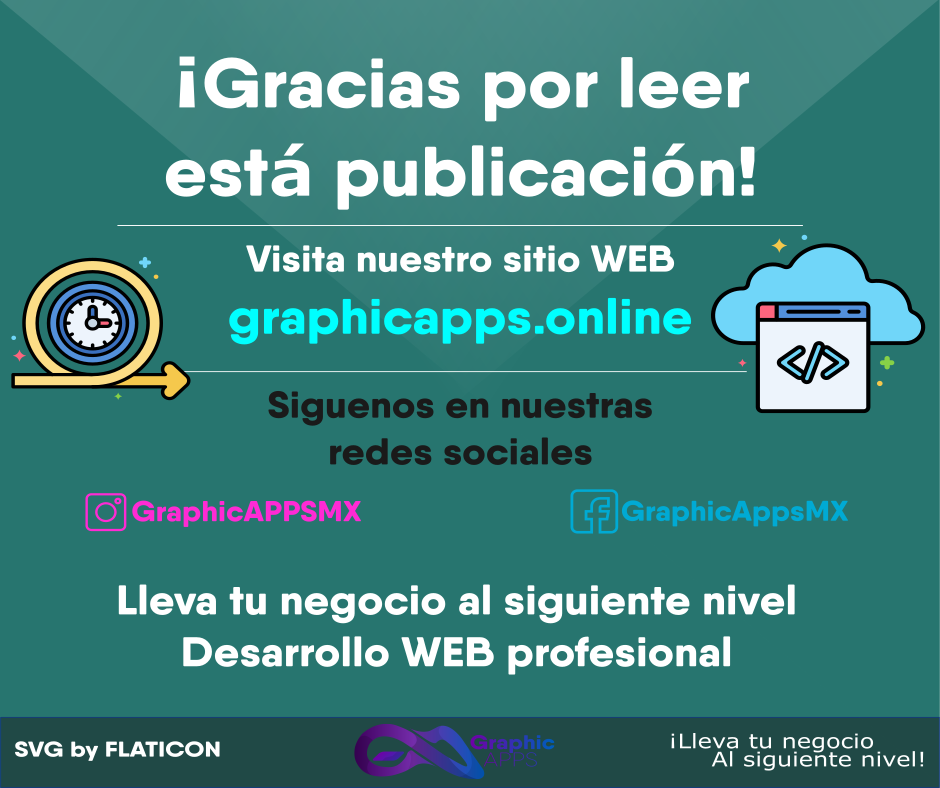 ¡Gracias por leer
está publicación!
Visita nuestro sitio WEB
graphicapps.online
Siguenos en nuestras
redes sociales
GraphicAPPSMX
GraphicAppsMX
Lleva tu negocio al siguiente nivel
Desarrollo WEB profesional
SVG by FLATICON
Graphic
APPS
¡Lleva tu negocio
Al siguiente nivel!